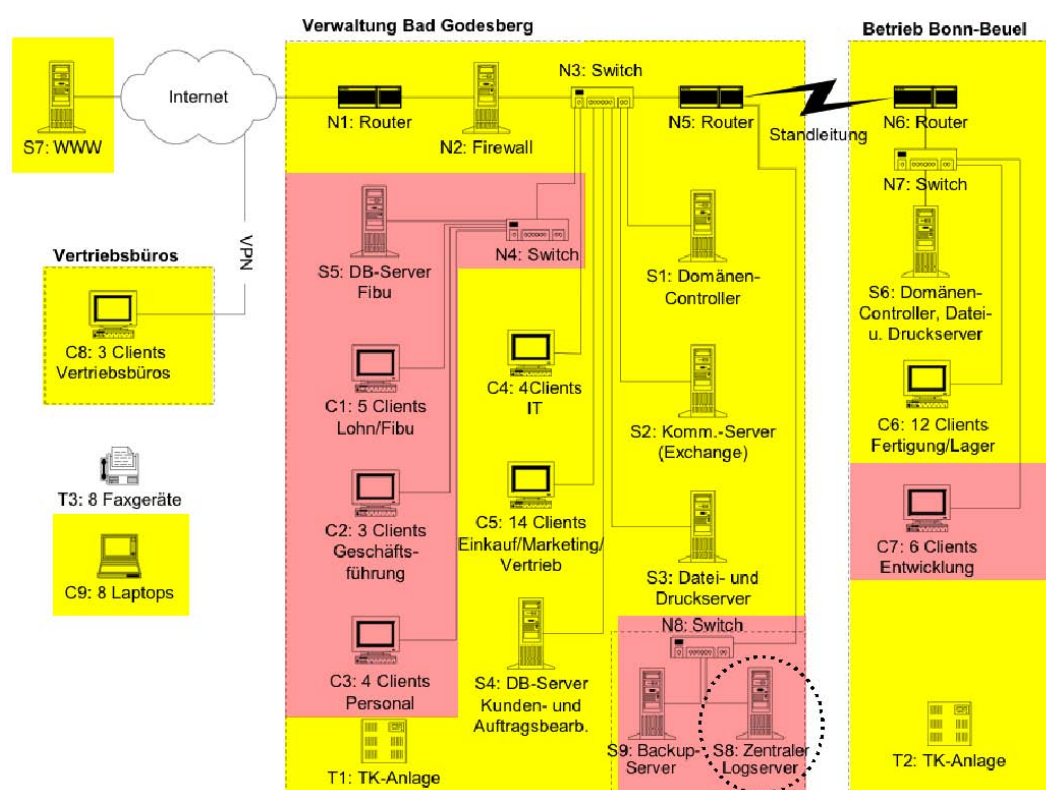 Verwaltung Bad Godesberg
Betrieb Bonn-Beuel
N3: Switch
Internet
N1: Router
N2: Firewall
N5: Router
Standleitung
N6: Router
S7: WWW
N7: Switch
VPN
Vertriebsbüros
N4: Switch
S5: DB-Server
Fibu
S1: Domänen-
Controller
S6: Domänen-
Controller, Datei-
u. Druckserver
C8: 3 Clients
Vertriebsbüros
C1: 5 Clients
Lohn/Fibu
C4: 4Clients
IT
S2: Komm.-Server
(Exchange)
C6: 12 Clients
Fertigung/Lager
T3: 8 Faxgeräte
C2: 3 Clients
Geschäfts-
führung
C5: 14 Clients
Einkauf/Marketing/
Vertrieb
C7: 6 Clients
Entwicklung
C9: 8 Laptops
S3: Datei- und
Druckserver
N8: Switch
C3: 4 Clients
Personal
S4: DB-Server
Kunden- und
Auftragsbearb.
S9: Backup-
Server
S8: Zentraler
Logserver
T1: TK-Anlage
T2: TK-Anlage